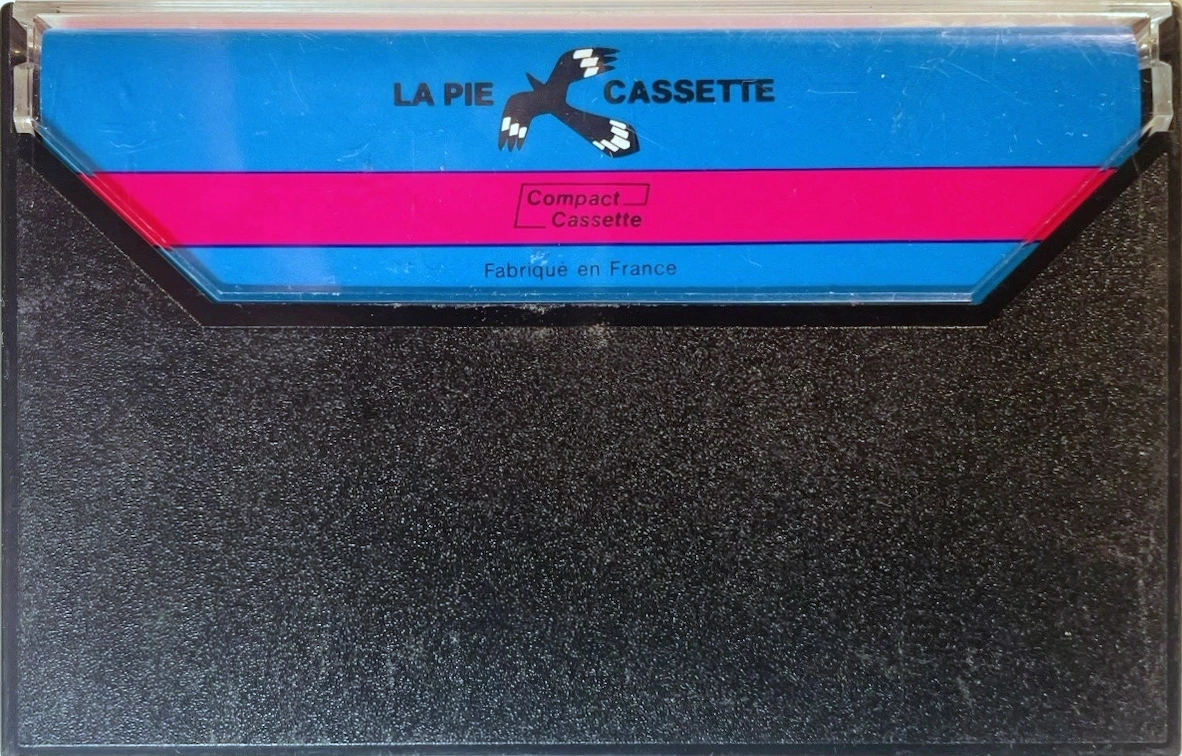 LA PIE CASSETTE
Compact
Cassette
Fabriqué en France